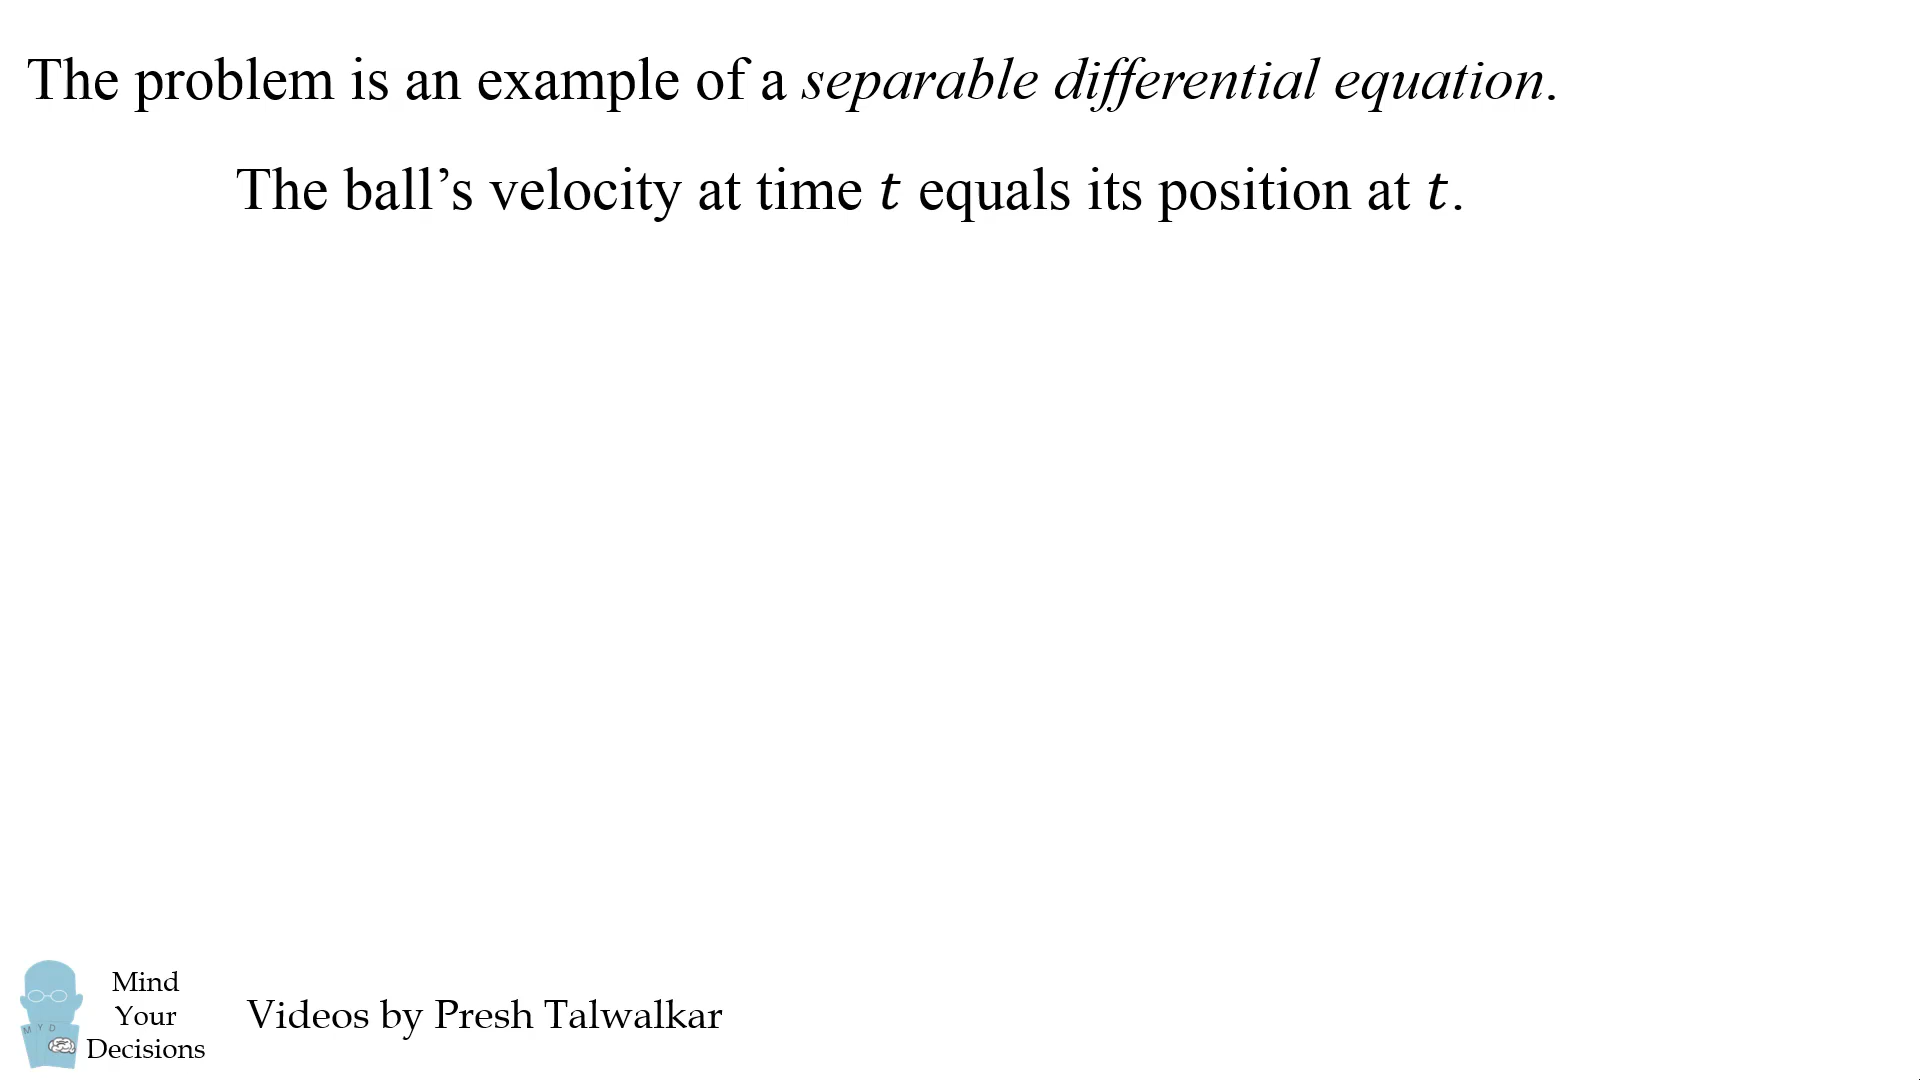 The problem is an example of a separable differential equation.
The ball’s velocity at time t equals its position at t.
M Y D
Mind
Your
Decisions
Videos by Presh Talwalkar